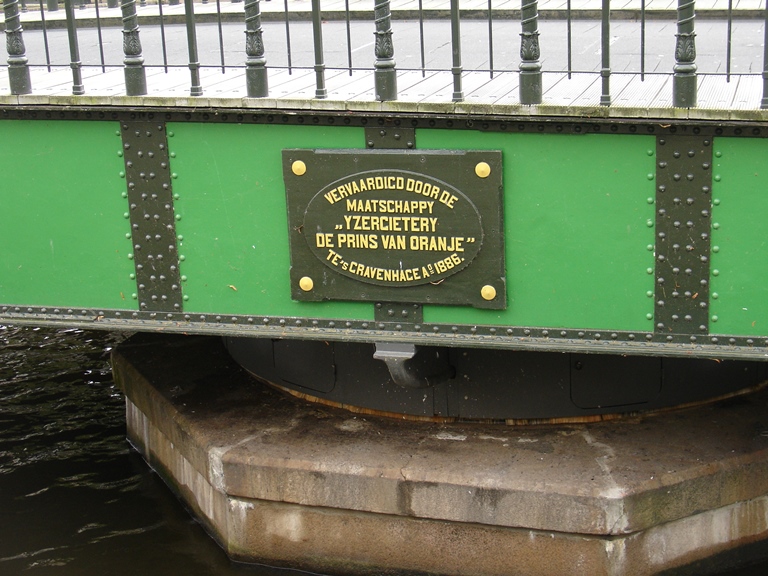 VERVAARDIGD DOOR DE
MAATSCHAPPY
„YZERGIETERY
DE PRINS VAN ORANJE”
TE 's GRAVENHAGE Aº 1886.